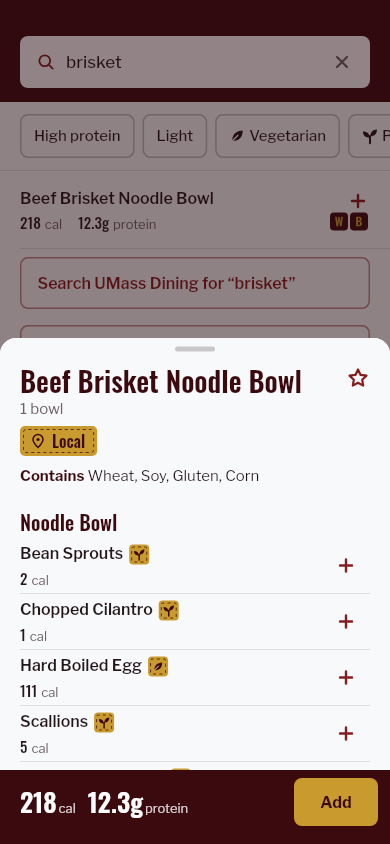 brisket
High protein
Light
Vegetarian
P
Beef Brisket Noodle Bowl
218 cal 12.3g protein
W B
Search UMass Dining for “brisket”
Beef Brisket Noodle Bowl
1 bowl
Local
Contains Wheat, Soy, Gluten, Corn
Noodle Bowl
Bean Sprouts
2 cal
Chopped Cilantro
1 cal
Hard Boiled Egg
111 cal
Scallions
5 cal
218 cal 12.3g protein
Add